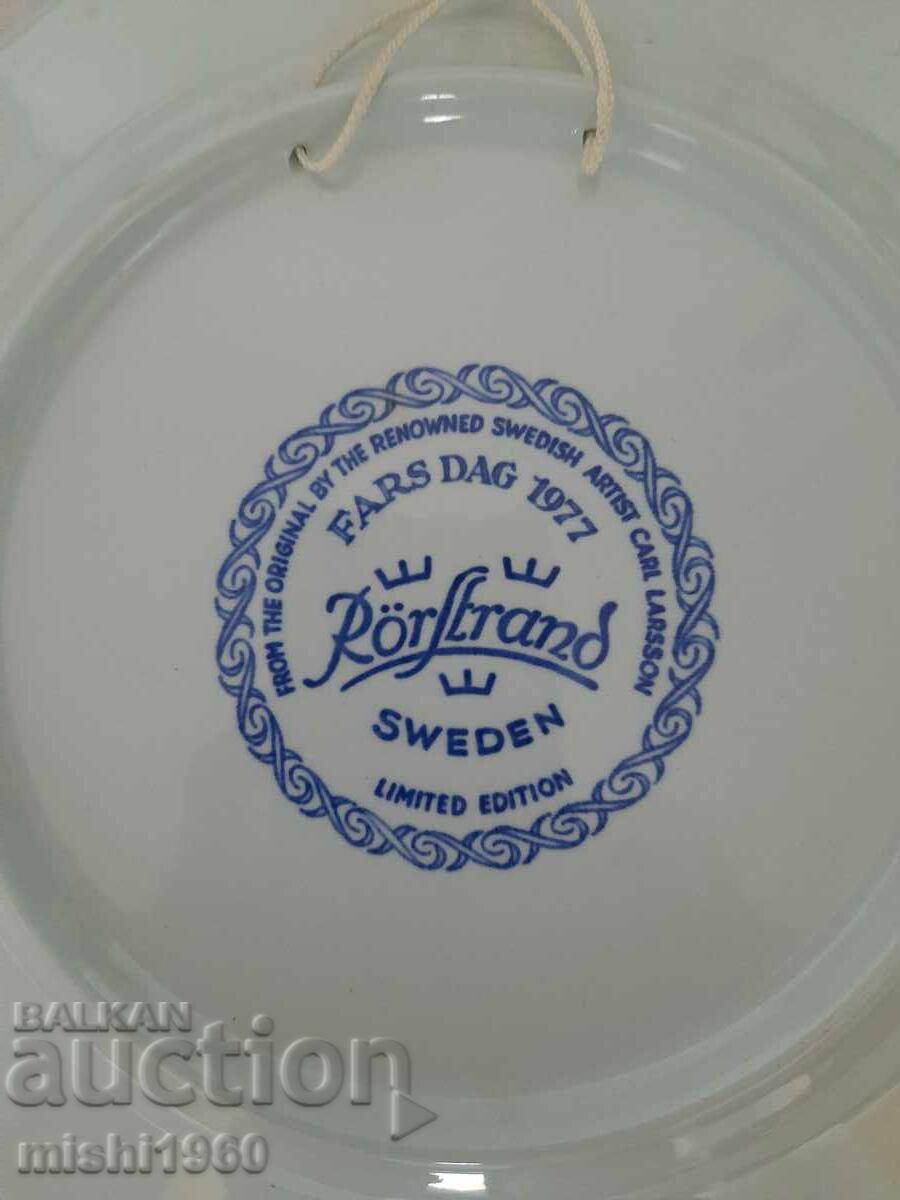 FROM THE ORIGINAL BY THE RENOWNED SWEDISH ARTIST CARL LARSSON
FARS DAG 1977
Rörstrand
SWEDEN
LIMITED EDITION
BALKAN
auction
mishi1960